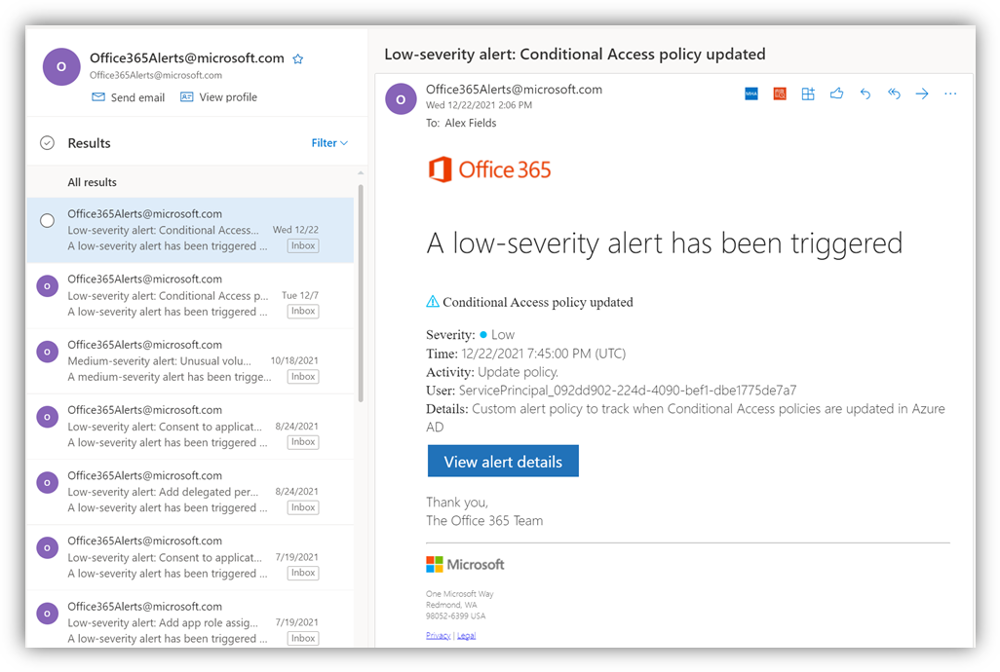 O
Office365Alerts@microsoft.com
Office365Alerts@microsoft.com
Send email
View profile
Results
Filter
All results
Office365Alerts@microsoft.com
Low-severity alert: Conditional Access... Wed 12/22
A low-severity alert has been triggered ... Inbox
O
Office365Alerts@microsoft.com
Low-severity alert: Conditional Access p... Tue 12/7
A low-severity alert has been triggered ... Inbox
O
Office365Alerts@microsoft.com
Medium-severity alert: Unusual volu... 10/18/2021
A medium-severity alert has been trigge... Inbox
O
Office365Alerts@microsoft.com
Low-severity alert: Consent to applicat... 8/24/2021
A low-severity alert has been triggered ... Inbox
O
Office365Alerts@microsoft.com
Low-severity alert: Add delegated per... 8/24/2021
A low-severity alert has been triggered ... Inbox
O
Office365Alerts@microsoft.com
Low-severity alert: Consent to applicat... 7/19/2021
A low-severity alert has been triggered ... Inbox
O
Office365Alerts@microsoft.com
Low-severity alert: Add app role assig... 7/19/2021
A low-severity alert has been triggered ... Inbox
Low-severity alert: Conditional Access policy updated
O
Office365Alerts@microsoft.com
Wed 12/22/2021 2:06 PM
To: Alex Fields
MHA
Office 365
A low-severity alert has been triggered
Conditional Access policy updated
Severity: Low
Time: 12/22/2021 7:45:00 PM (UTC)
Activity: Update policy.
User: ServicePrincipal_092dd902-224d-4090-bef1-dbe1775de7a7
Details: Custom alert policy to track when Conditional Access policies are updated in Azure
AD
View alert details
Thank you,
The Office 365 Team
Microsoft
One Microsoft Way
Redmond, WA
98052-6399 USA
Privacy | Legal